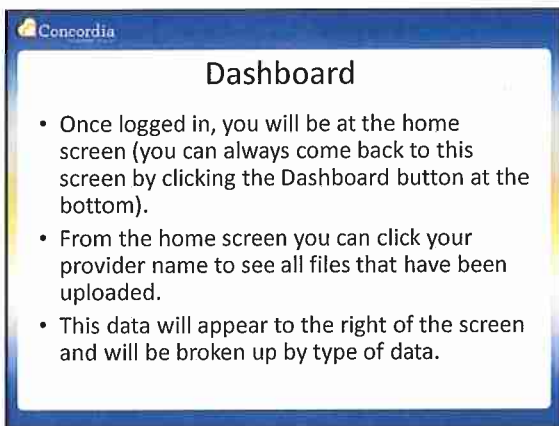 Concordia
Dashboard
• Once logged in, you will be at the home
screen (you can always come back to this
screen by clicking the Dashboard button at the
bottom).
• From the home screen you can click your
provider name to see all files that have been
uploaded.
• This data will appear to the right of the screen
and will be broken up by type of data.